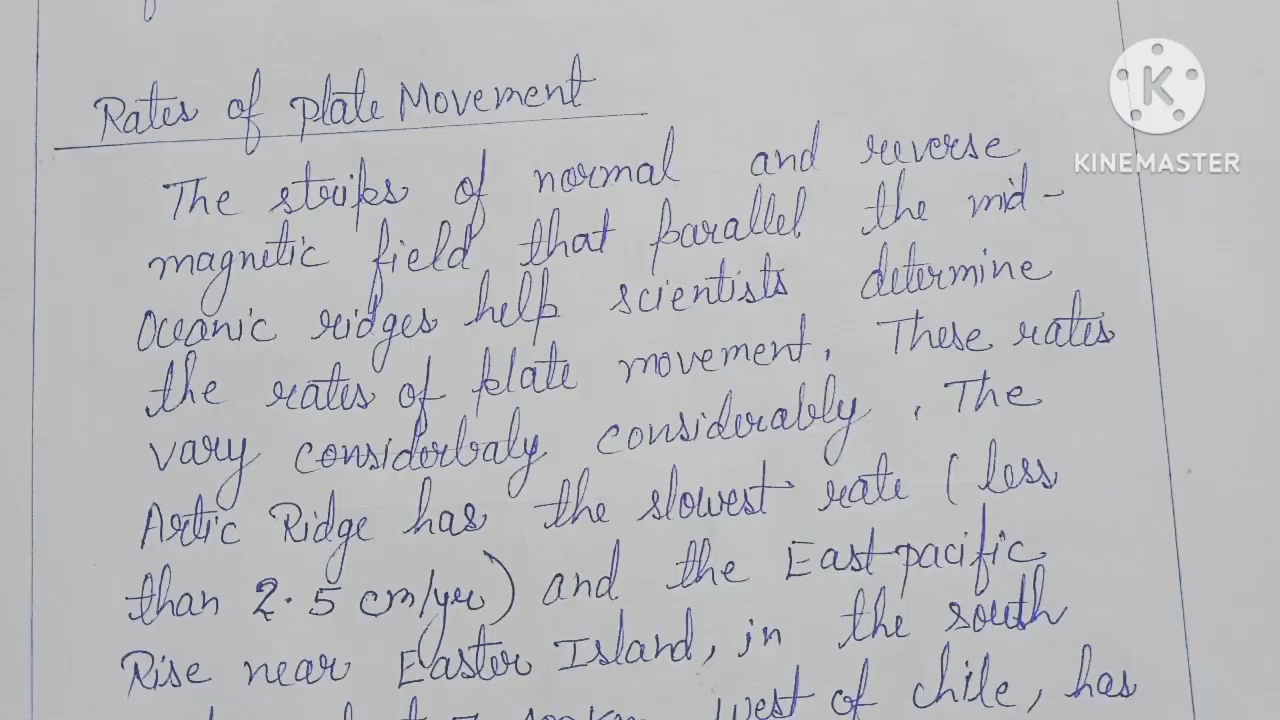 Rates of plate Movement
K
KINEMASTER
The strips of normal and reverse
magnetic field that parallel the mid-
Oceanic ridges help scientists determine
the rates of plate movement. These rates
vary considerbaly considerably. The
Artic Ridge has the slowest rate (less
than 2.5 cm/yr) and the East pacific
Rise near Easter Island, in the south
west of chile, has